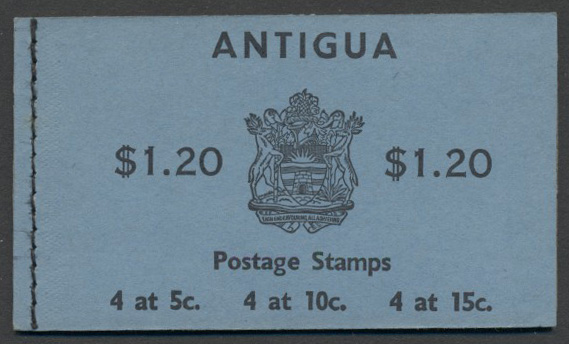 ANTIGUA
$1.20 $1.20
Postage Stamps
4 at 5c. 4 at 10c. 4 at 15c.